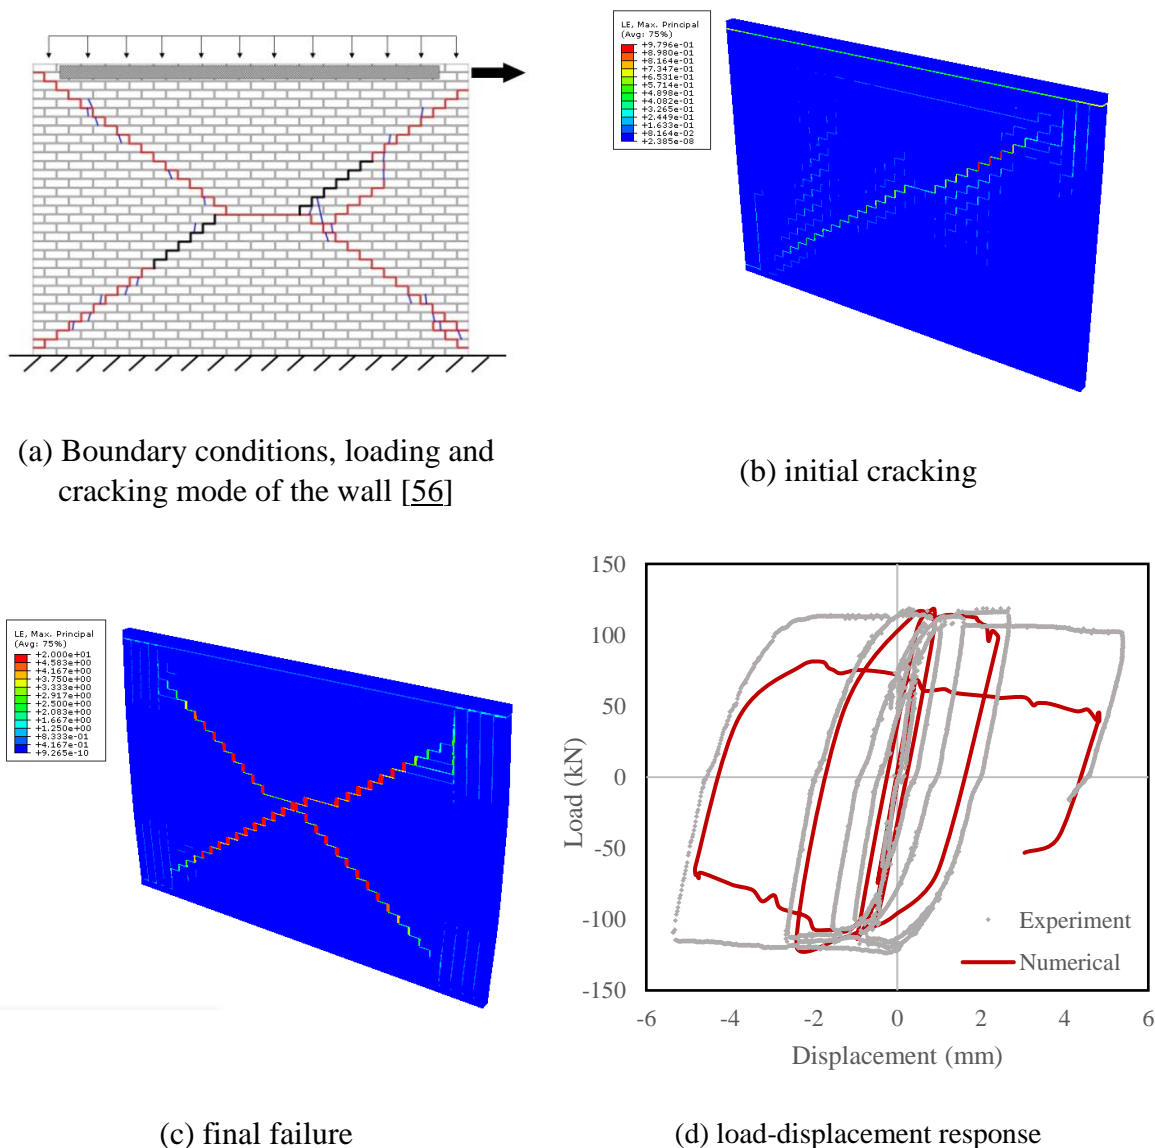 LE, Max. Principal
(Avg: 75%)
+9.796e-01
+8.980e-01
+8.164e-01
+7.347e-01
+6.531e-01
+5.714e-01
+4.898e-01
+4.082e-01
+3.265e-01
+2.449e-01
+1.633e-01
+8.164e-02
+2.385e-08
(a) Boundary conditions, loading and
cracking mode of the wall [56]
(b) initial cracking
LE, Max. Principal
(Avg: 75%)
+2.000e+01
+4.583e+00
+4.167e+00
+3.750e+00
+3.333e+00
+2.917e+00
+2.500e+00
+2.083e+00
+1.667e+00
+1.250e+00
+8.333e-01
+4.167e-01
+9.265e-10
150
100
50
0
-50
-100
-150
Load (kN)
Experiment
Numerical
-6 -4 -2 0 2 4 6
Displacement (mm)
(c) final failure
(d) load-displacement response